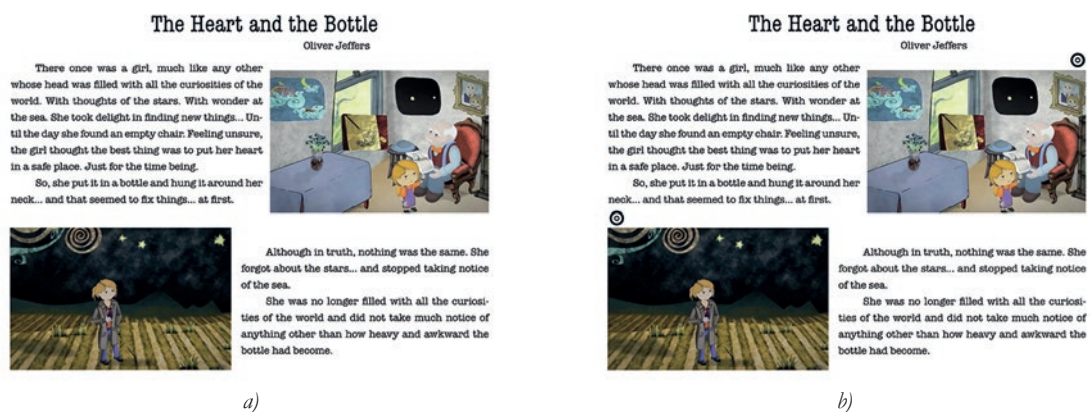 The Heart and the Bottle
Oliver Jeffers
There once was a girl, much like any other
whose head was filled with all the curiosities of the
world. With thoughts of the stars. With wonder at
the sea. She took delight in finding new things... Un-
til the day she found an empty chair. Feeling unsure,
the girl thought the best thing was to put her heart
in a safe place. Just for the time being.
So, she put it in a bottle and hung it around her
neck... and that seemed to fix things... at first.
Although in truth, nothing was the same. She
forgot about the stars... and stopped taking notice
of the sea.
She was no longer filled with all the curiosi-
ties of the world and did not take much notice of
anything other than how heavy and awkward the
bottle had become.
a)
The Heart and the Bottle
Oliver Jeffers
There once was a girl, much like any other
whose head was filled with all the curiosities of the
world. With thoughts of the stars. With wonder at
the sea. She took delight in finding new things... Un-
til the day she found an empty chair. Feeling unsure,
the girl thought the best thing was to put her heart
in a safe place. Just for the time being.
So, she put it in a bottle and hung it around her
neck... and that seemed to fix things... at first.
Although in truth, nothing was the same. She
forgot about the stars... and stopped taking notice
of the sea.
She was no longer filled with all the curiosi-
ties of the world and did not take much notice of
anything other than how heavy and awkward the
bottle had become.
b)